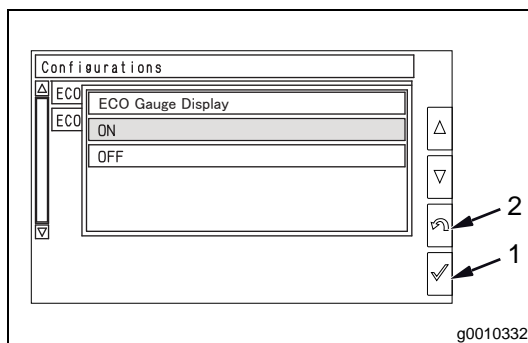 Configurations
ECO
ECO
ECO Gauge Display
ON
OFF
2
1
g0010332